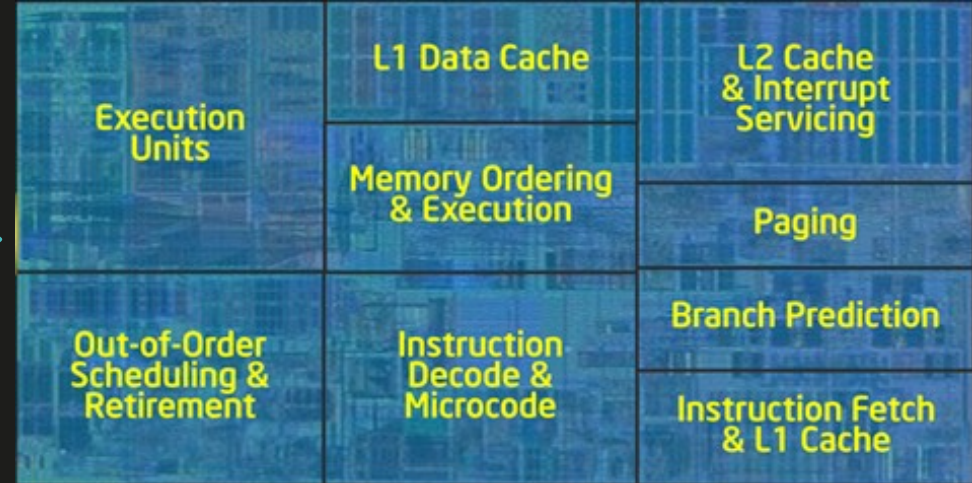 Execution
Units
L1 Data Cache
Memory Ordering
& Execution
L2 Cache
& Interrupt
Servicing
Paging
Out-of-Order
Scheduling &
Retirement
Instruction
Decode &
Microcode
Branch Prediction
Instruction Fetch
& L1 Cache